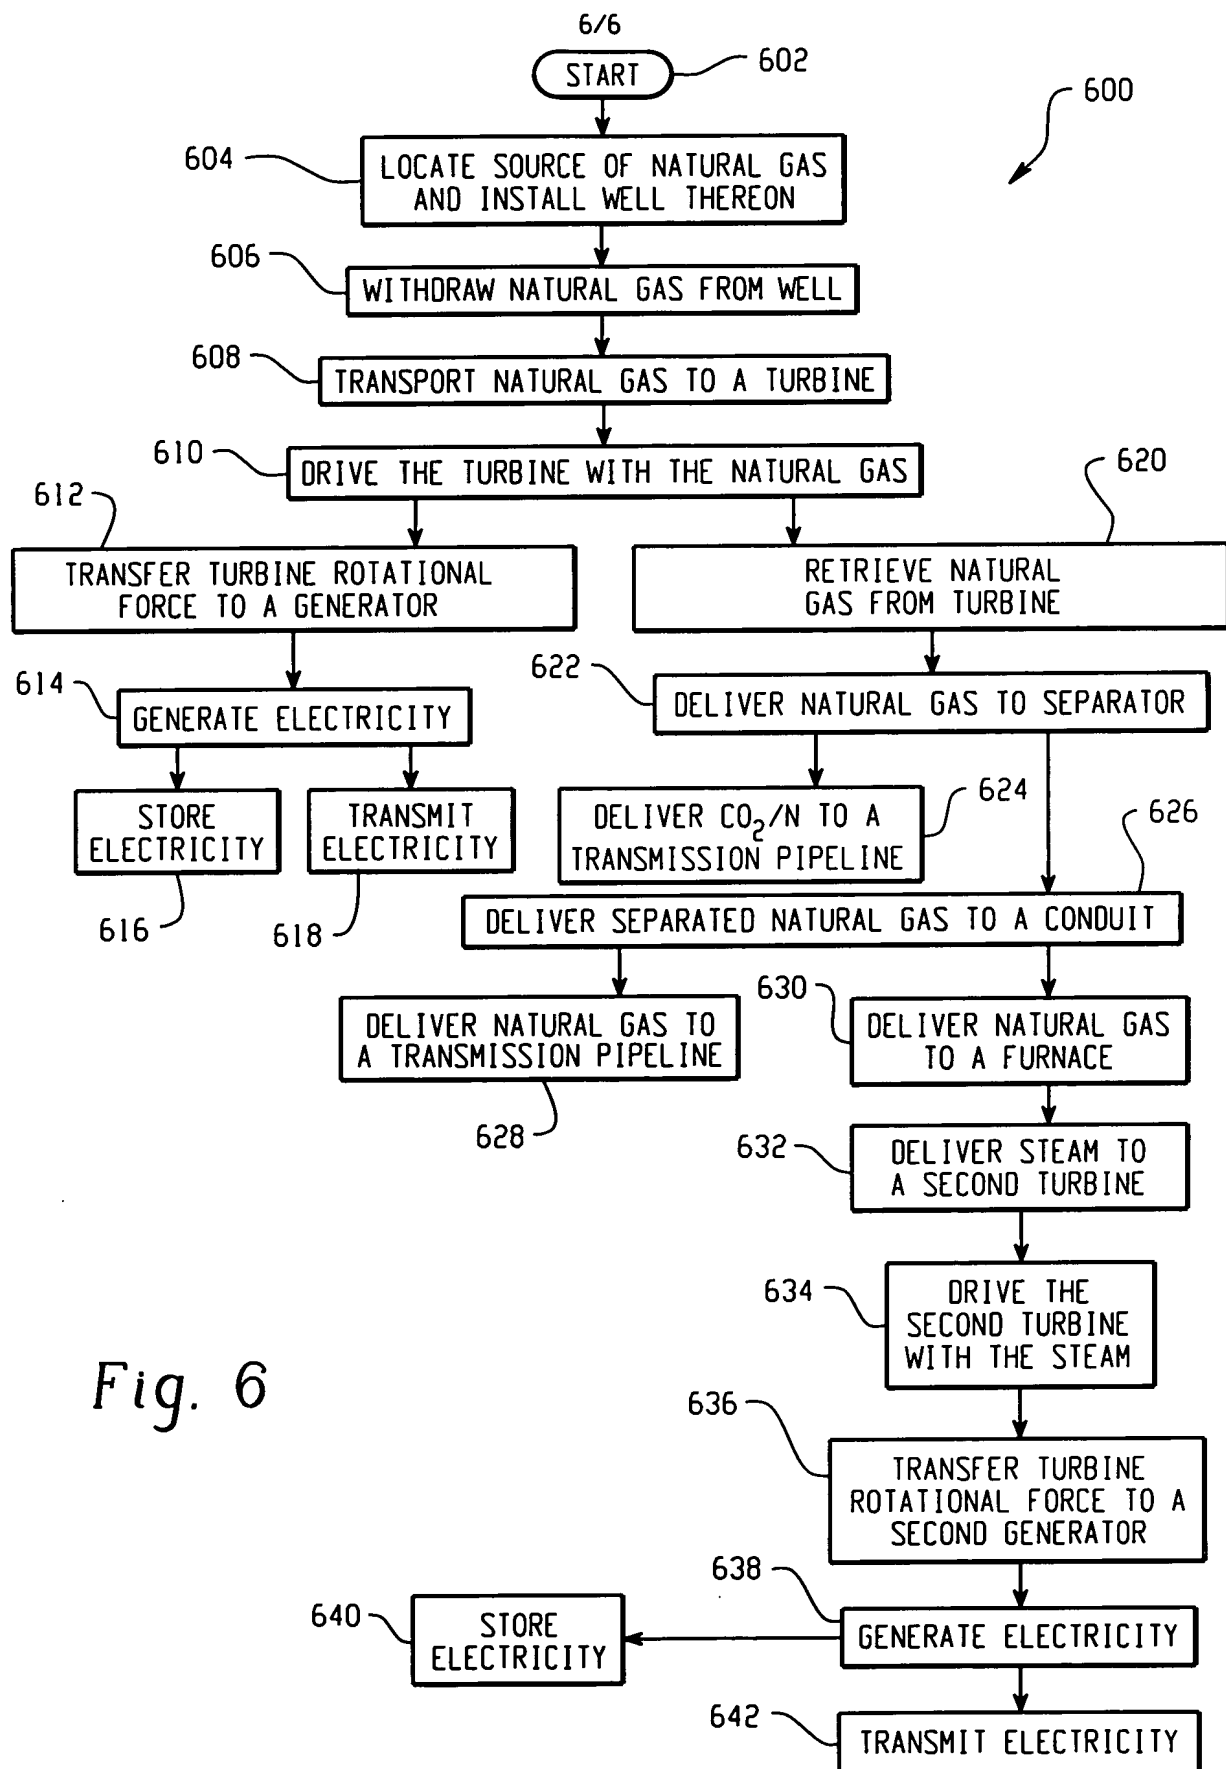 6/6
START
602
600
604
LOCATE SOURCE OF NATURAL GAS
AND INSTALL WELL THEREON
606
WITHDRAW NATURAL GAS FROM WELL
608
TRANSPORT NATURAL GAS TO A TURBINE
610
DRIVE THE TURBINE WITH THE NATURAL GAS
612
TRANSFER TURBINE ROTATIONAL
FORCE TO A GENERATOR
620
RETRIEVE NATURAL
GAS FROM TURBINE
614
GENERATE ELECTRICITY
622
DELIVER NATURAL GAS TO SEPARATOR
STORE
ELECTRICITY
616
TRANSMIT
ELECTRICITY
618
DELIVER CO₂/N TO A
TRANSMISSION PIPELINE
624
626
DELIVER SEPARATED NATURAL GAS TO A CONDUIT
DELIVER NATURAL GAS TO
A TRANSMISSION PIPELINE
628
630
DELIVER NATURAL GAS
TO A FURNACE
632
DELIVER STEAM TO
A SECOND TURBINE
634
DRIVE THE
SECOND TURBINE
WITH THE STEAM
Fig. 6
636
TRANSFER TURBINE
ROTATIONAL FORCE TO A
SECOND GENERATOR
638
GENERATE ELECTRICITY
640
STORE
ELECTRICITY
642
TRANSMIT ELECTRICITY